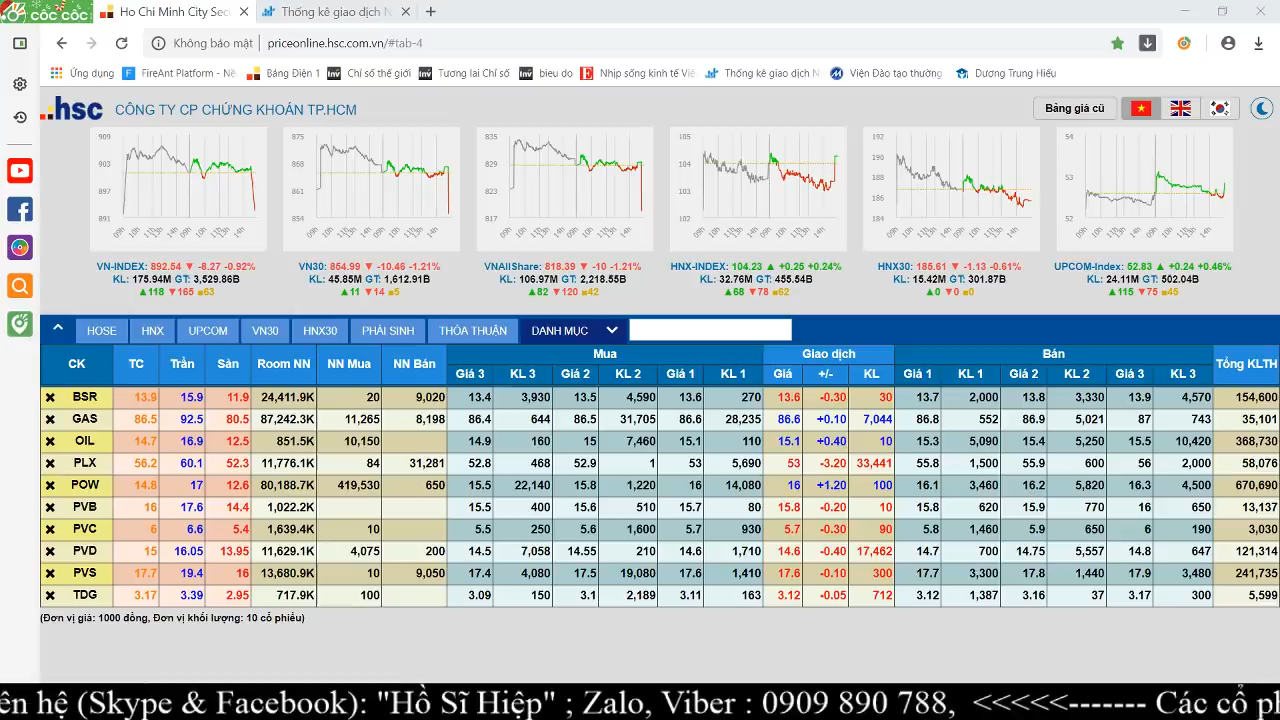 CỐC CỐC Ho Chi Minh City Sec Thống kê giao dịch N
Không bảo mật priceonline.hsc.com.vn/#tab-4
Ứng dụng FireAnt Platform - Nề Bảng Điện 1 Chỉ số thế giới Tương lai Chỉ số bieu do Nhịp sống kinh tế Việ Thống kê giao dịch N Viện Đào tạo thường Dương Trung Hiếu
hsc CÔNG TY CP CHỨNG KHOÁN TP.HCM Bảng giá cũ
909 903 897 891
875 868 861 854
835 829 823 817
105 104 103 102
192 190 188 186 184
54 53 52
VN-INDEX: 892.54 ▼ -8.27 -0.92% VN30: 854.99 ▼ -10.46 -1.21% VNAllShare: 818.39 ▼ -10 -1.21% HNX-INDEX: 104.23 ▲ +0.25 +0.24% HNX30: 185.61 ▼ -1.13 -0.61% UPCOM-Index: 52.83 ▲ +0.24 +0.46%
KL: 175.94M GT: 3,529.86B KL: 45.85M GT: 1,612.91B KL: 106.97M GT: 2,218.55B KL: 32.76M GT: 455.54B KL: 15.42M GT: 301.87B KL: 24.11M GT: 502.04B
▲118 ▼165 ■63 ▲11 ▼14 ■5 ▲82 ▼120 ■42 ▲68 ▼78 ■62 ▲0 ▼0 ■0 ▲115 ▼75 ■45
HOSE HNX UPCOM VN30 HNX30 PHÁI SINH THỎA THUẬN DANH MỤC
CK TC Trần Sàn Room NN NN Mua NN Bán Mua Giao dịch Bán Tổng KLTH
Giá 3 KL 3 Giá 2 KL 2 Giá 1 KL 1 Giá +/- KL Giá 1 KL 1 Giá 2 KL 2 Giá 3 KL 3
BSR 13.9 15.9 11.9 24,411.9K 20 9,020 13.4 3,930 13.5 4,590 13.6 270 13.6 -0.30 30 13.7 2,000 13.8 3,330 13.9 4,570 154,600
GAS 86.5 92.5 80.5 87,242.3K 11,265 8,198 86.4 644 86.5 31,705 86.6 28,235 86.6 +0.10 7,044 86.8 552 86.9 5,021 87 743 35,101
OIL 14.7 16.9 12.5 851.5K 10,150 14.9 160 15 7,460 15.1 110 15.1 +0.40 10 15.3 5,090 15.4 5,250 15.5 10,420 368,730
PLX 56.2 60.1 52.3 11,776.1K 84 31,281 52.8 468 52.9 1 53 5,690 53 -3.20 33,441 55.8 1,500 55.9 600 56 2,000 58,076
POW 14.8 17 12.6 80,188.7K 419,530 650 15.5 22,140 15.8 1,220 16 14,080 16 +1.20 100 16.1 3,460 16.2 5,820 16.3 4,500 670,690
PVB 16 17.6 14.4 1,022.2K 15.5 400 15.6 510 15.7 80 15.8 -0.20 10 15.8 620 15.9 770 16 650 13,137
PVC 6 6.6 5.4 1,639.4K 10 5.5 250 5.6 1,600 5.7 930 5.7 -0.30 90 5.8 1,460 5.9 650 6 190 3,030
PVD 15 16.05 13.95 11,629.1K 4,075 200 14.5 7,058 14.55 210 14.6 1,710 14.6 -0.40 17,462 14.7 700 14.75 5,557 14.8 647 121,314
PVS 17.7 19.4 16 13,680.9K 10 9,050 17.4 4,080 17.5 19,080 17.6 1,410 17.6 -0.10 300 17.7 3,300 17.8 1,440 17.9 3,480 241,735
TDG 3.17 3.39 2.95 717.9K 100 3.09 150 3.1 2,189 3.11 163 3.12 -0.05 712 3.12 1,387 3.16 37 3.17 300 5,599
(Đơn vị giá: 1000 đồng, Đơn vị khối lượng: 10 cổ phiếu)
ên hệ (Skype & Facebook): "Hồ Sĩ Hiệp" ; Zalo, Viber : 0909 890 788, <<<<<------- Các cổ ph